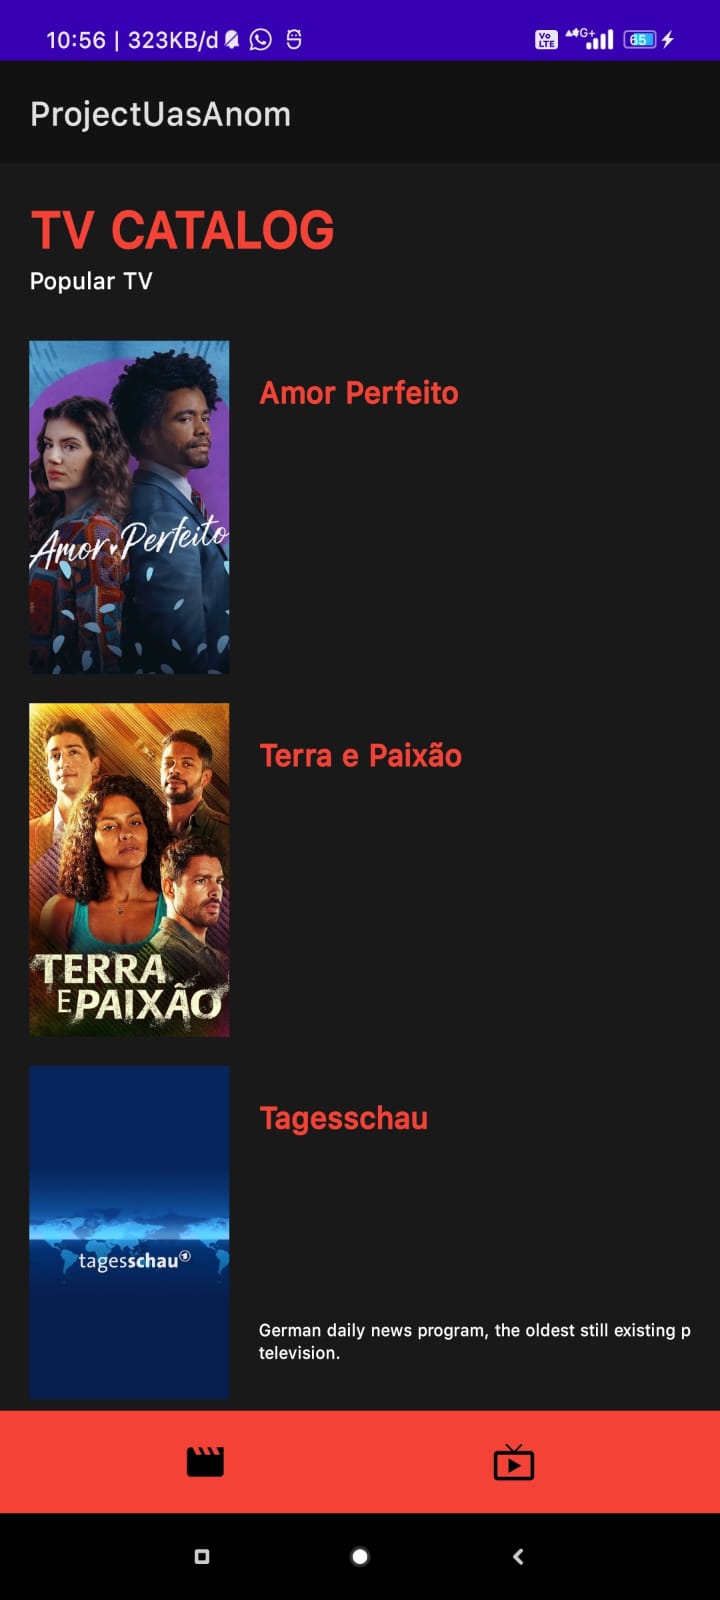 10:56 | 323KB/d
Vo LTE
G+
65
ProjectUasAnom
TV CATALOG
Popular TV
Amor Perfeito
Amor Perfeito
Terra e Paixão
TERRA
E PAIXÃO
Tagesschau
tagesschau
German daily news program, the oldest still existing p
television.